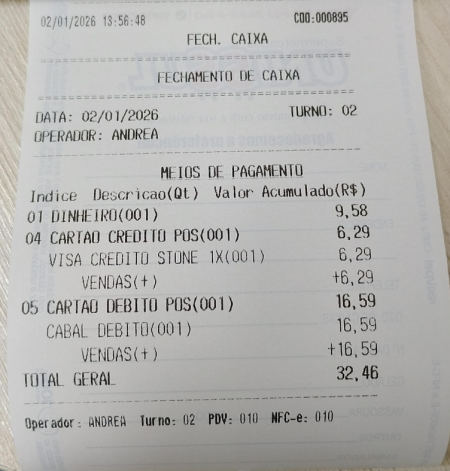 02/01/2026 13:56:48 COO:000895
FECH. CAIXA
FECHAMENTO DE CAIXA
DATA: 02/01/2026 TURNO: 02
OPERADOR: ANDREA
MEIOS DE PAGAMENTO
Indice Descricao(Qt) Valor Acumulado(R$)
01 DINHEIRO(001) 9,58
04 CARTAO CREDITO POS(001) 6,29
VISA CREDITO STONE 1X(001) 6,29
VENDAS(+) +6,29
05 CARTAO DEBITO POS(001) 16,59
CABAL DEBITO(001) 16,59
VENDAS(+) +16,59
TOTAL GERAL 32,46
Operador: ANDREA Turno: 02 PDV: 010 NFC-e: 010